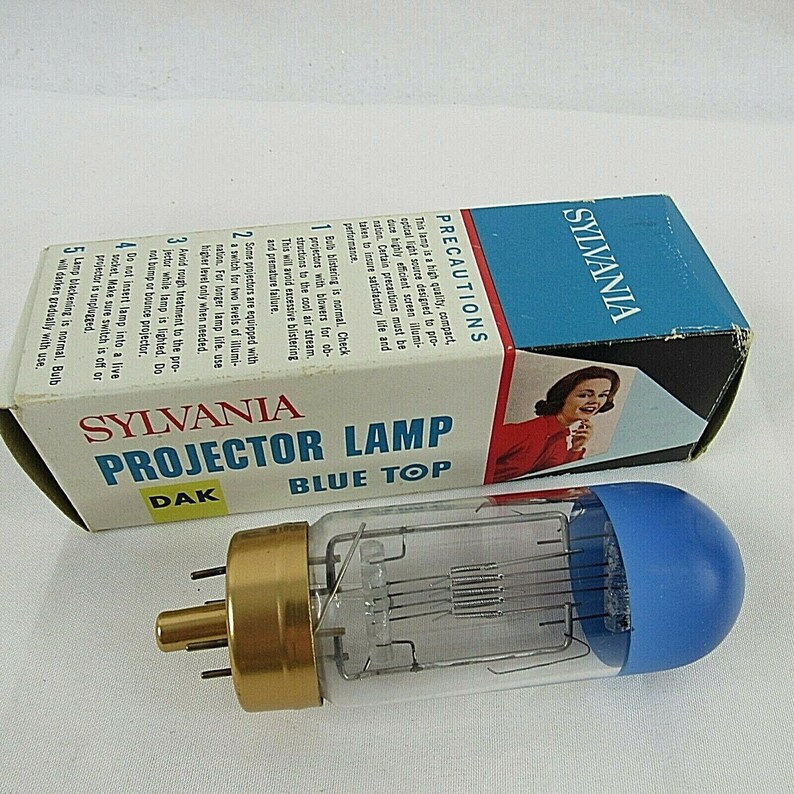 SYLVANIA
PRECAUTIONS
This lamp is a high quality, compact,
optical light source designed to pro-
duce highly efficient screen illumi-
nation. Certain precautions must be
taken to insure satisfactory life and
performance.
1 Bulb blistering is normal. Check
projectors with blowers for ob-
structions to the cool air stream.
This will avoid excessive blistering
and premature failure.
2 Some projectors are equipped with
a switch for two levels of illumi-
nation. For longer lamp life use
higher level only when needed.
3 Avoid rough treatment to the pro-
jector while lamp is lighted. Do
not bump or bounce projector.
4 Do not insert lamp into a live
socket. Make sure switch is off or
projector is unplugged.
5 Lamp blackening is normal. Bulb
will darken gradually with use.
SYLVANIA
PROJECTOR LAMP
DAK BLUE TOP